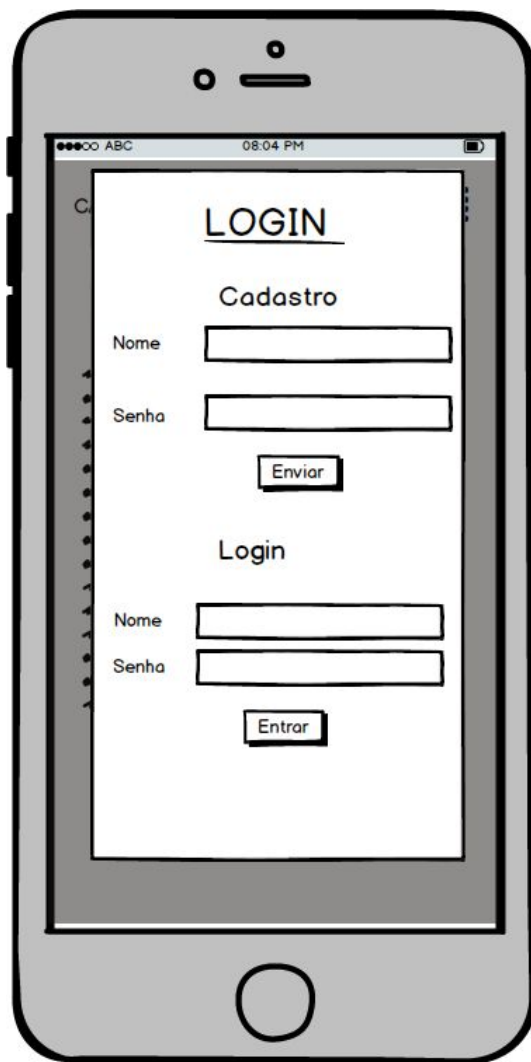 ABC 08:04 PM
LOGIN
Cadastro
Nome
Senha
Enviar
Login
Nome
Senha
Entrar